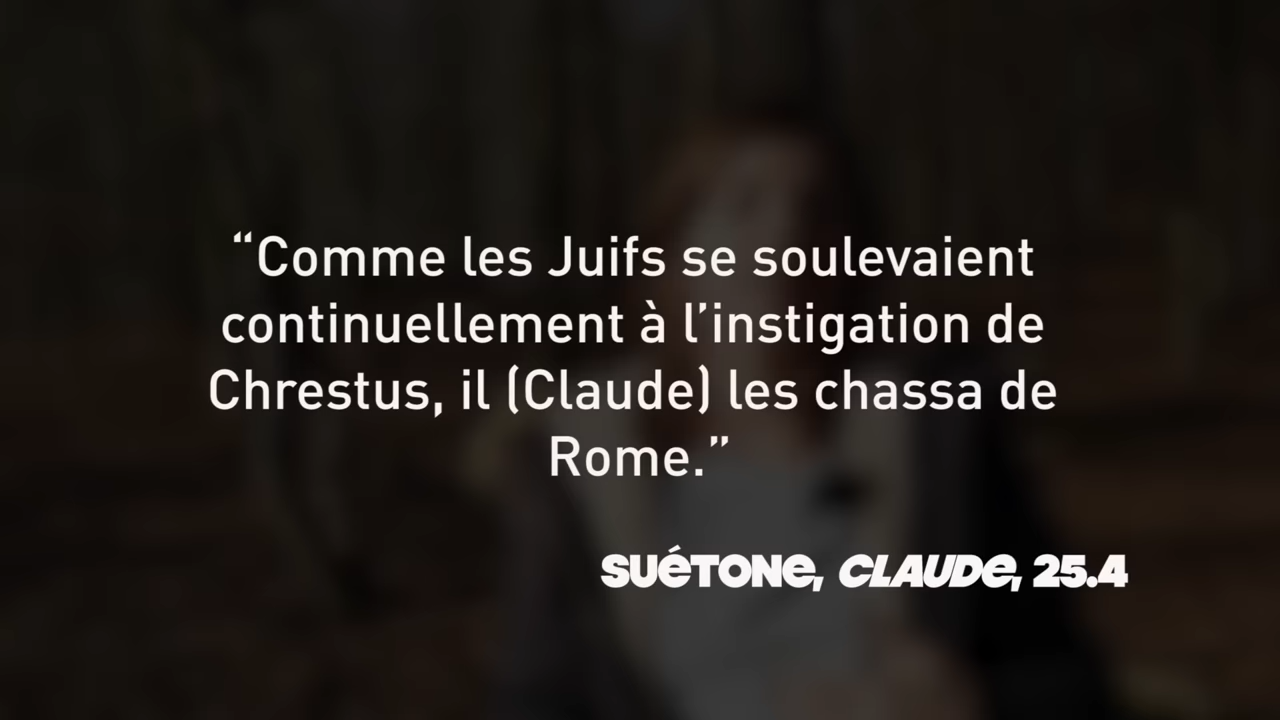 “Comme les Juifs se soulevaient
continuellement à l’instigation de
Chrestus, il (Claude) les chassa de
Rome.”
SUÉTONE, CLAUDE, 25.4